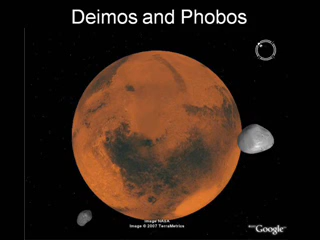 Deimos and Phobos
Image NASA
Image © 2007 TerraMetrics
Google